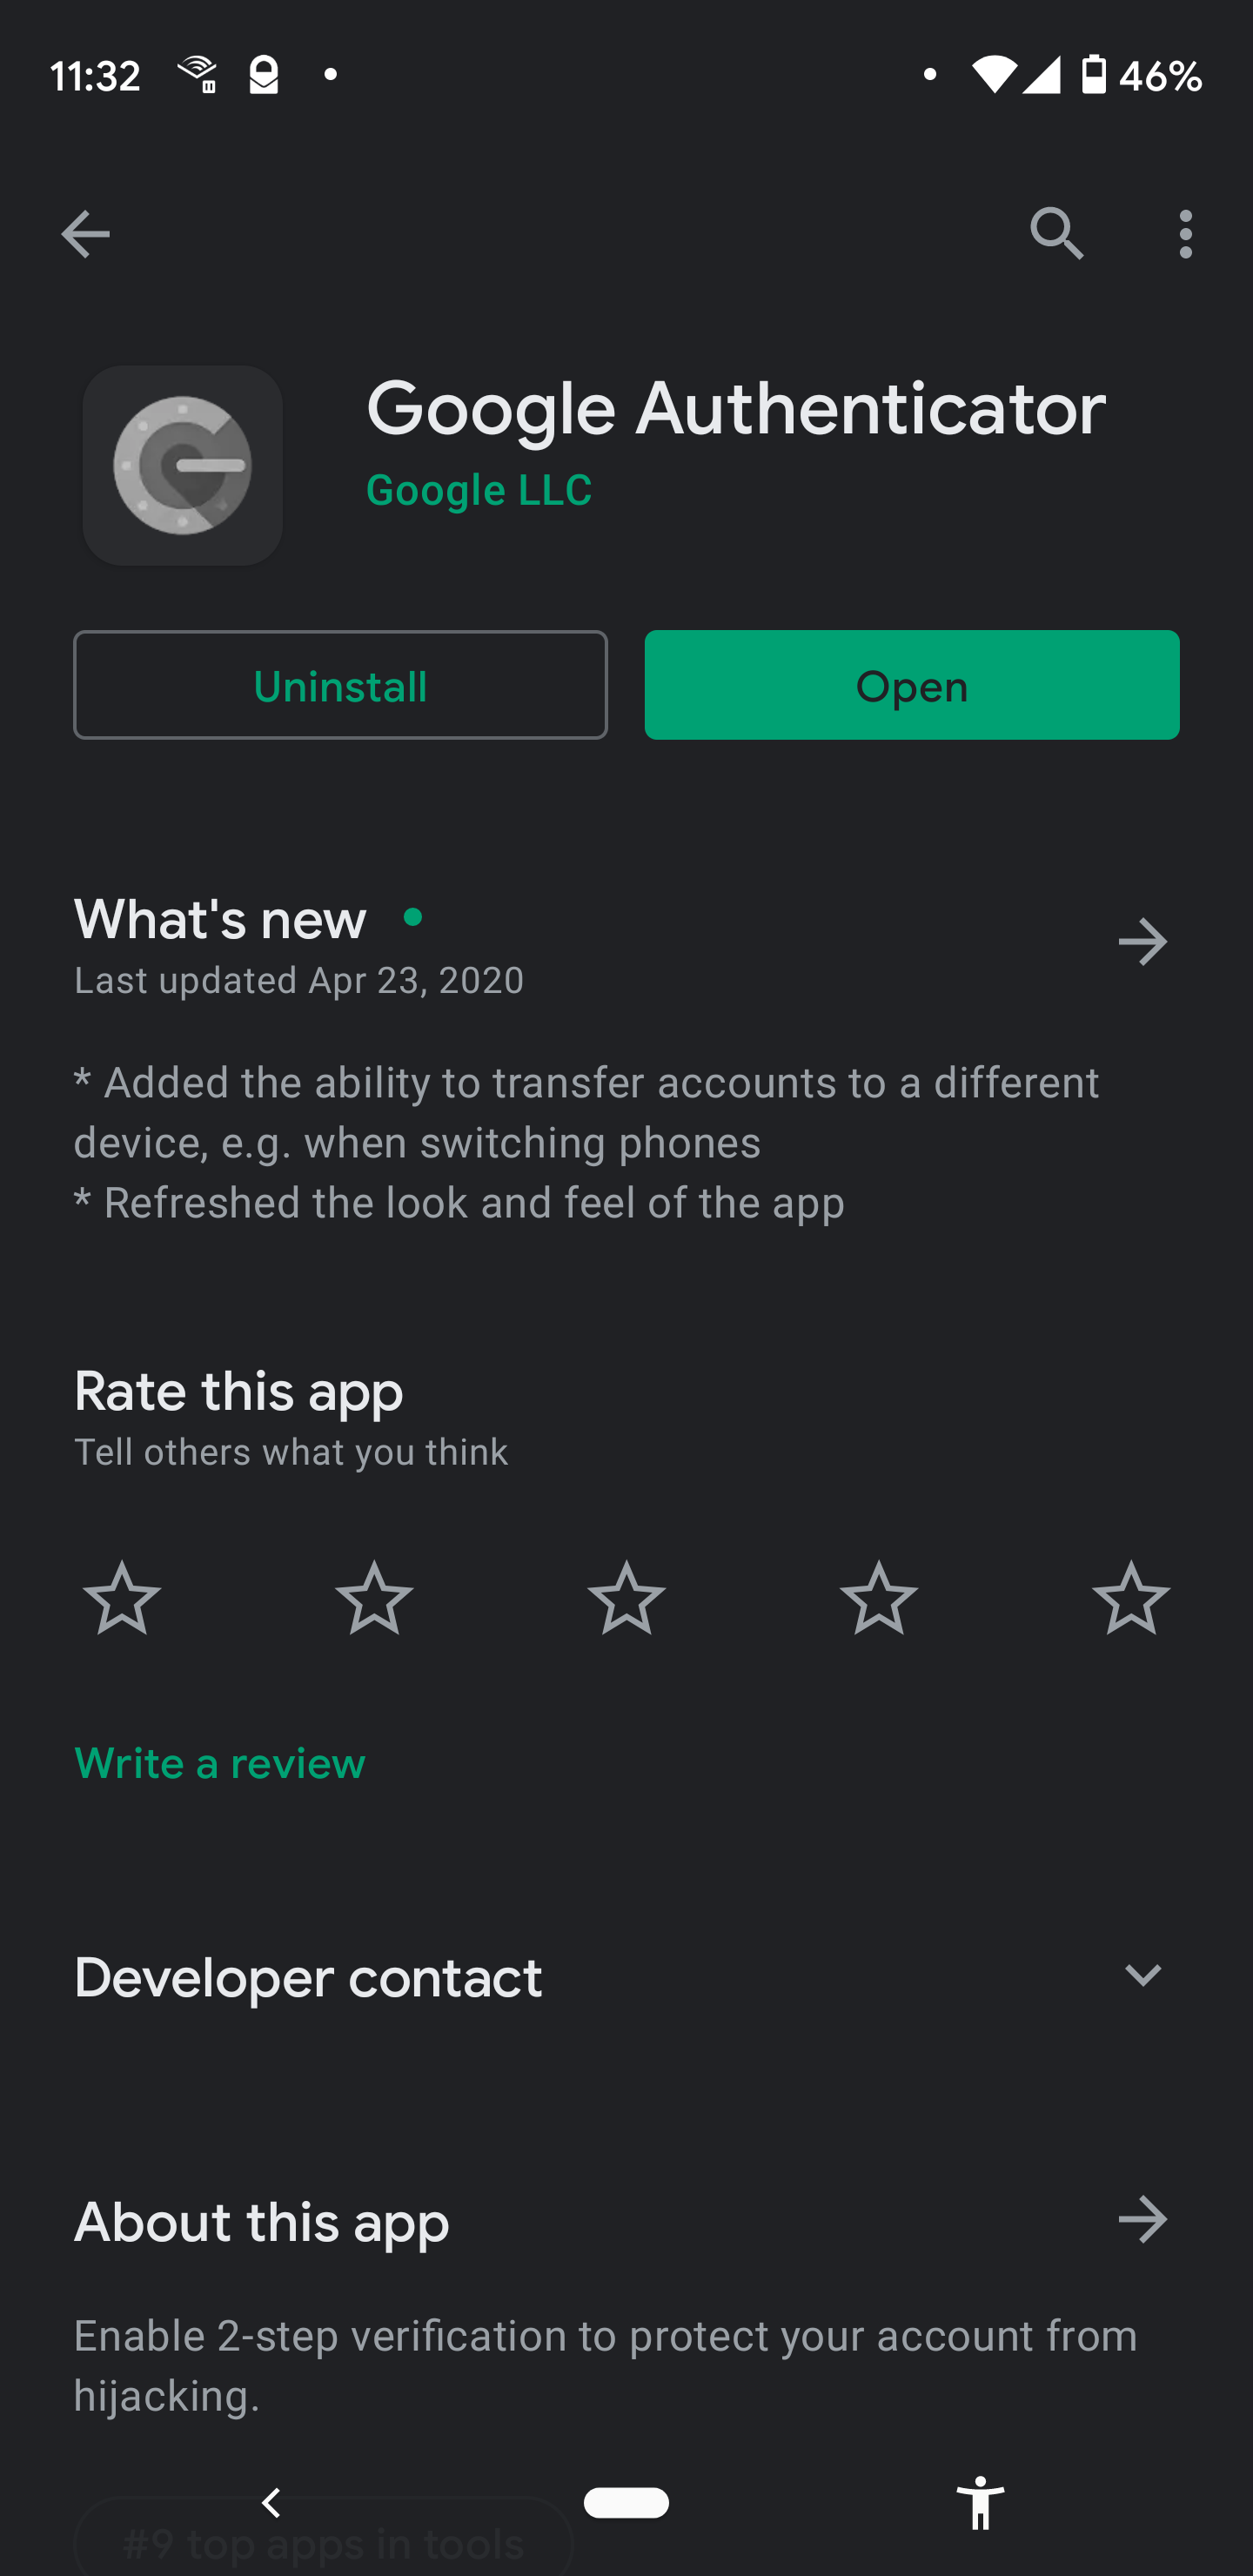 11:32
46%
Google Authenticator
Google LLC
Uninstall
Open
What's new
Last updated Apr 23, 2020
* Added the ability to transfer accounts to a different
device, e.g. when switching phones
* Refreshed the look and feel of the app
Rate this app
Tell others what you think
Write a review
Developer contact
About this app
Enable 2-step verification to protect your account from
hijacking.
#9 top apps in tools